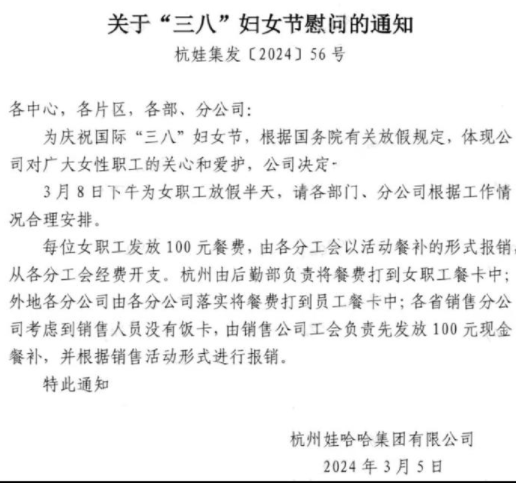 关于“三八”妇女节慰问的通知
杭娃集发〔2024〕56 号
各中心，各片区，各部、分公司：
为庆祝国际“三八”妇女节，根据国务院有关放假规定，体现公
司对广大女性职工的关心和爱护，公司决定
3 月 8 日下午为女职工放假半天，请各部门、分公司根据工作情
况合理安排。
每位女职工发放 100 元餐费，由各分工会以活动餐补的形式报销，
从各分工会经费开支。杭州由后勤部负责将餐费打到女职工餐卡中；
外地各分公司由各分公司落实将餐费打到员工餐卡中；各省销售分公
司考虑到销售人员没有饭卡，由销售公司工会负责先发放 100 元现金
餐补，并根据销售活动形式进行报销。
特此通知
杭州娃哈哈集团有限公司
2024 年 3 月 5 日